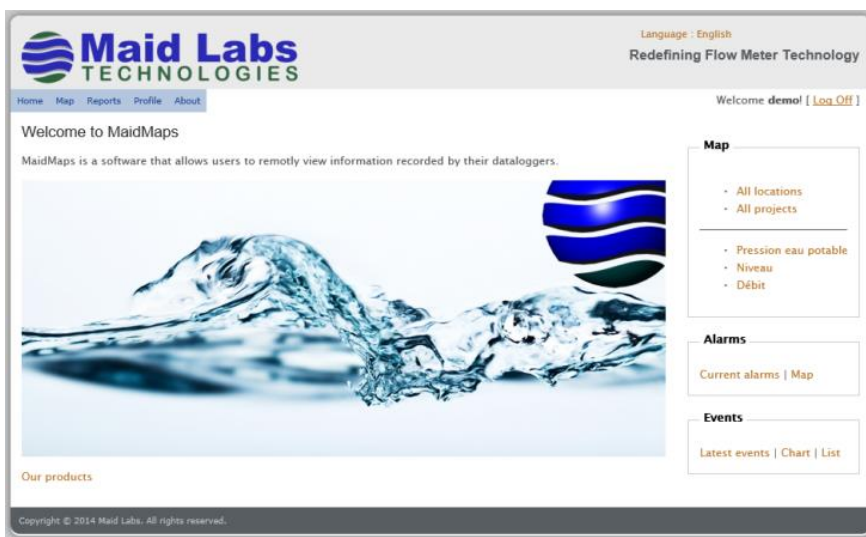 Maid Labs
TECHNOLOGIES
Language : English
Redefining Flow Meter Technology
Home Map Reports Profile About
Welcome demo! [ Log Off ]
Welcome to MaidMaps
MaidMaps is a software that allows users to remotly view information recorded by their dataloggers.
Our products
Map
All locations
All projects
Pression eau potable
Niveau
Débit
Alarms
Current alarms | Map
Events
Latest events | Chart | List
Copyright © 2014 Maid Labs. All rights reserved.